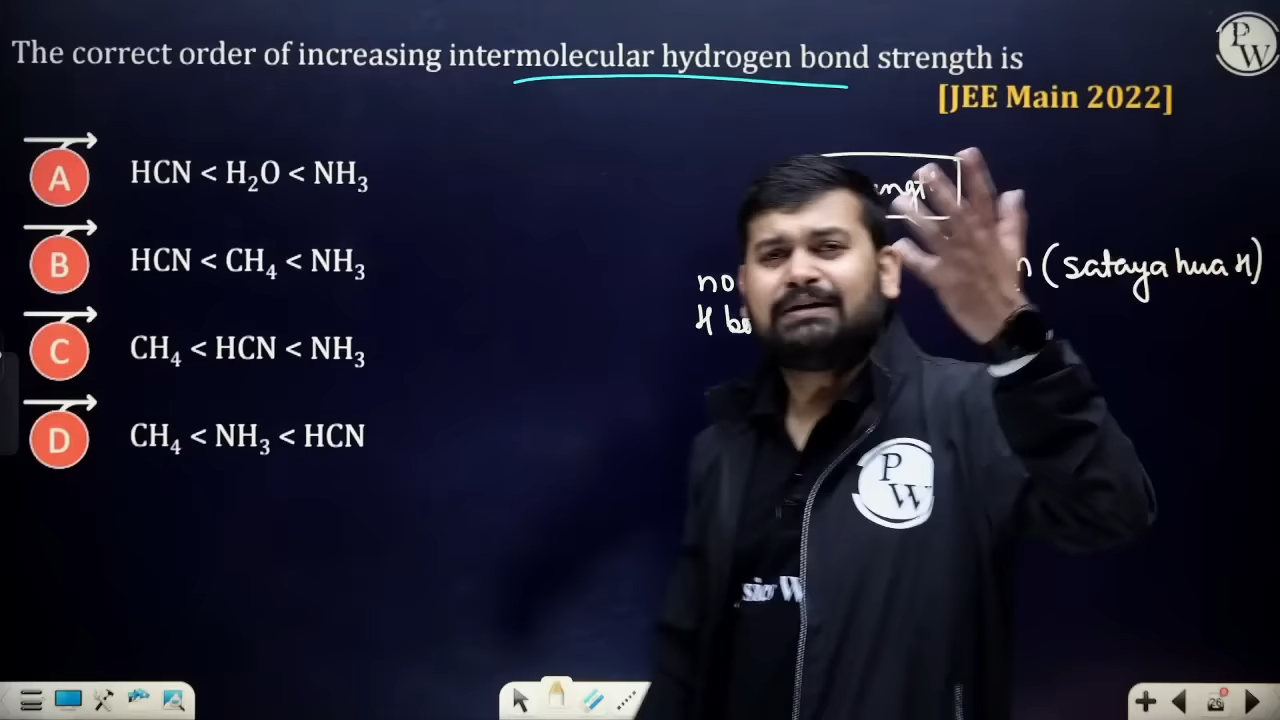 The correct order of increasing intermolecular hydrogen bond strength is
[JEE Main 2022]
A HCN < H₂O < NH₃
B HCN < CH₄ < NH₃
C CH₄ < HCN < NH₃
D CH₄ < NH₃ < HCN
(sataya hua H)
no
H
P W
P W
26